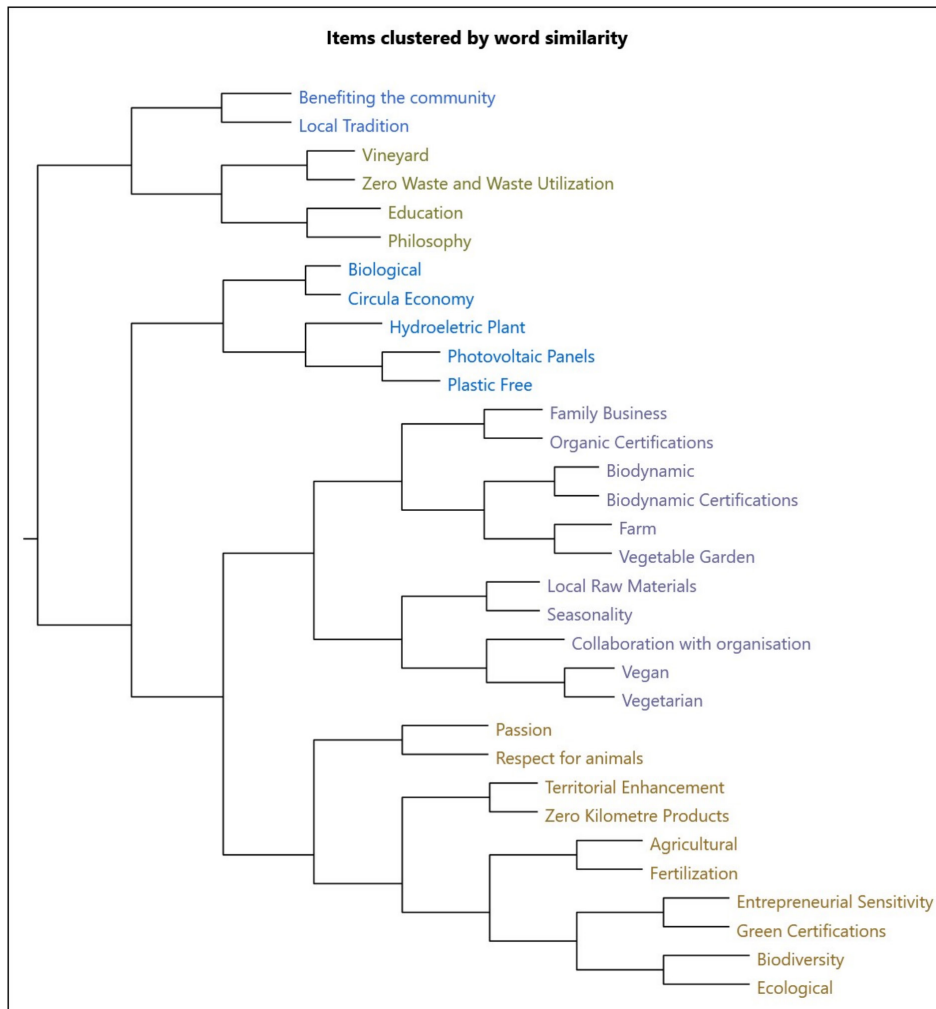 Items clustered by word similarity
Benefiting the community
Local Tradition
Vineyard
Zero Waste and Waste Utilization
Education
Philosophy
Biological
Circula Economy
Hydroeletric Plant
Photovoltaic Panels
Plastic Free
Family Business
Organic Certifications
Biodynamic
Biodynamic Certifications
Farm
Vegetable Garden
Local Raw Materials
Seasonality
Collaboration with organisation
Vegan
Vegetarian
Passion
Respect for animals
Territorial Enhancement
Zero Kilometre Products
Agricultural
Fertilization
Entrepreneurial Sensitivity
Green Certifications
Biodiversity
Ecological